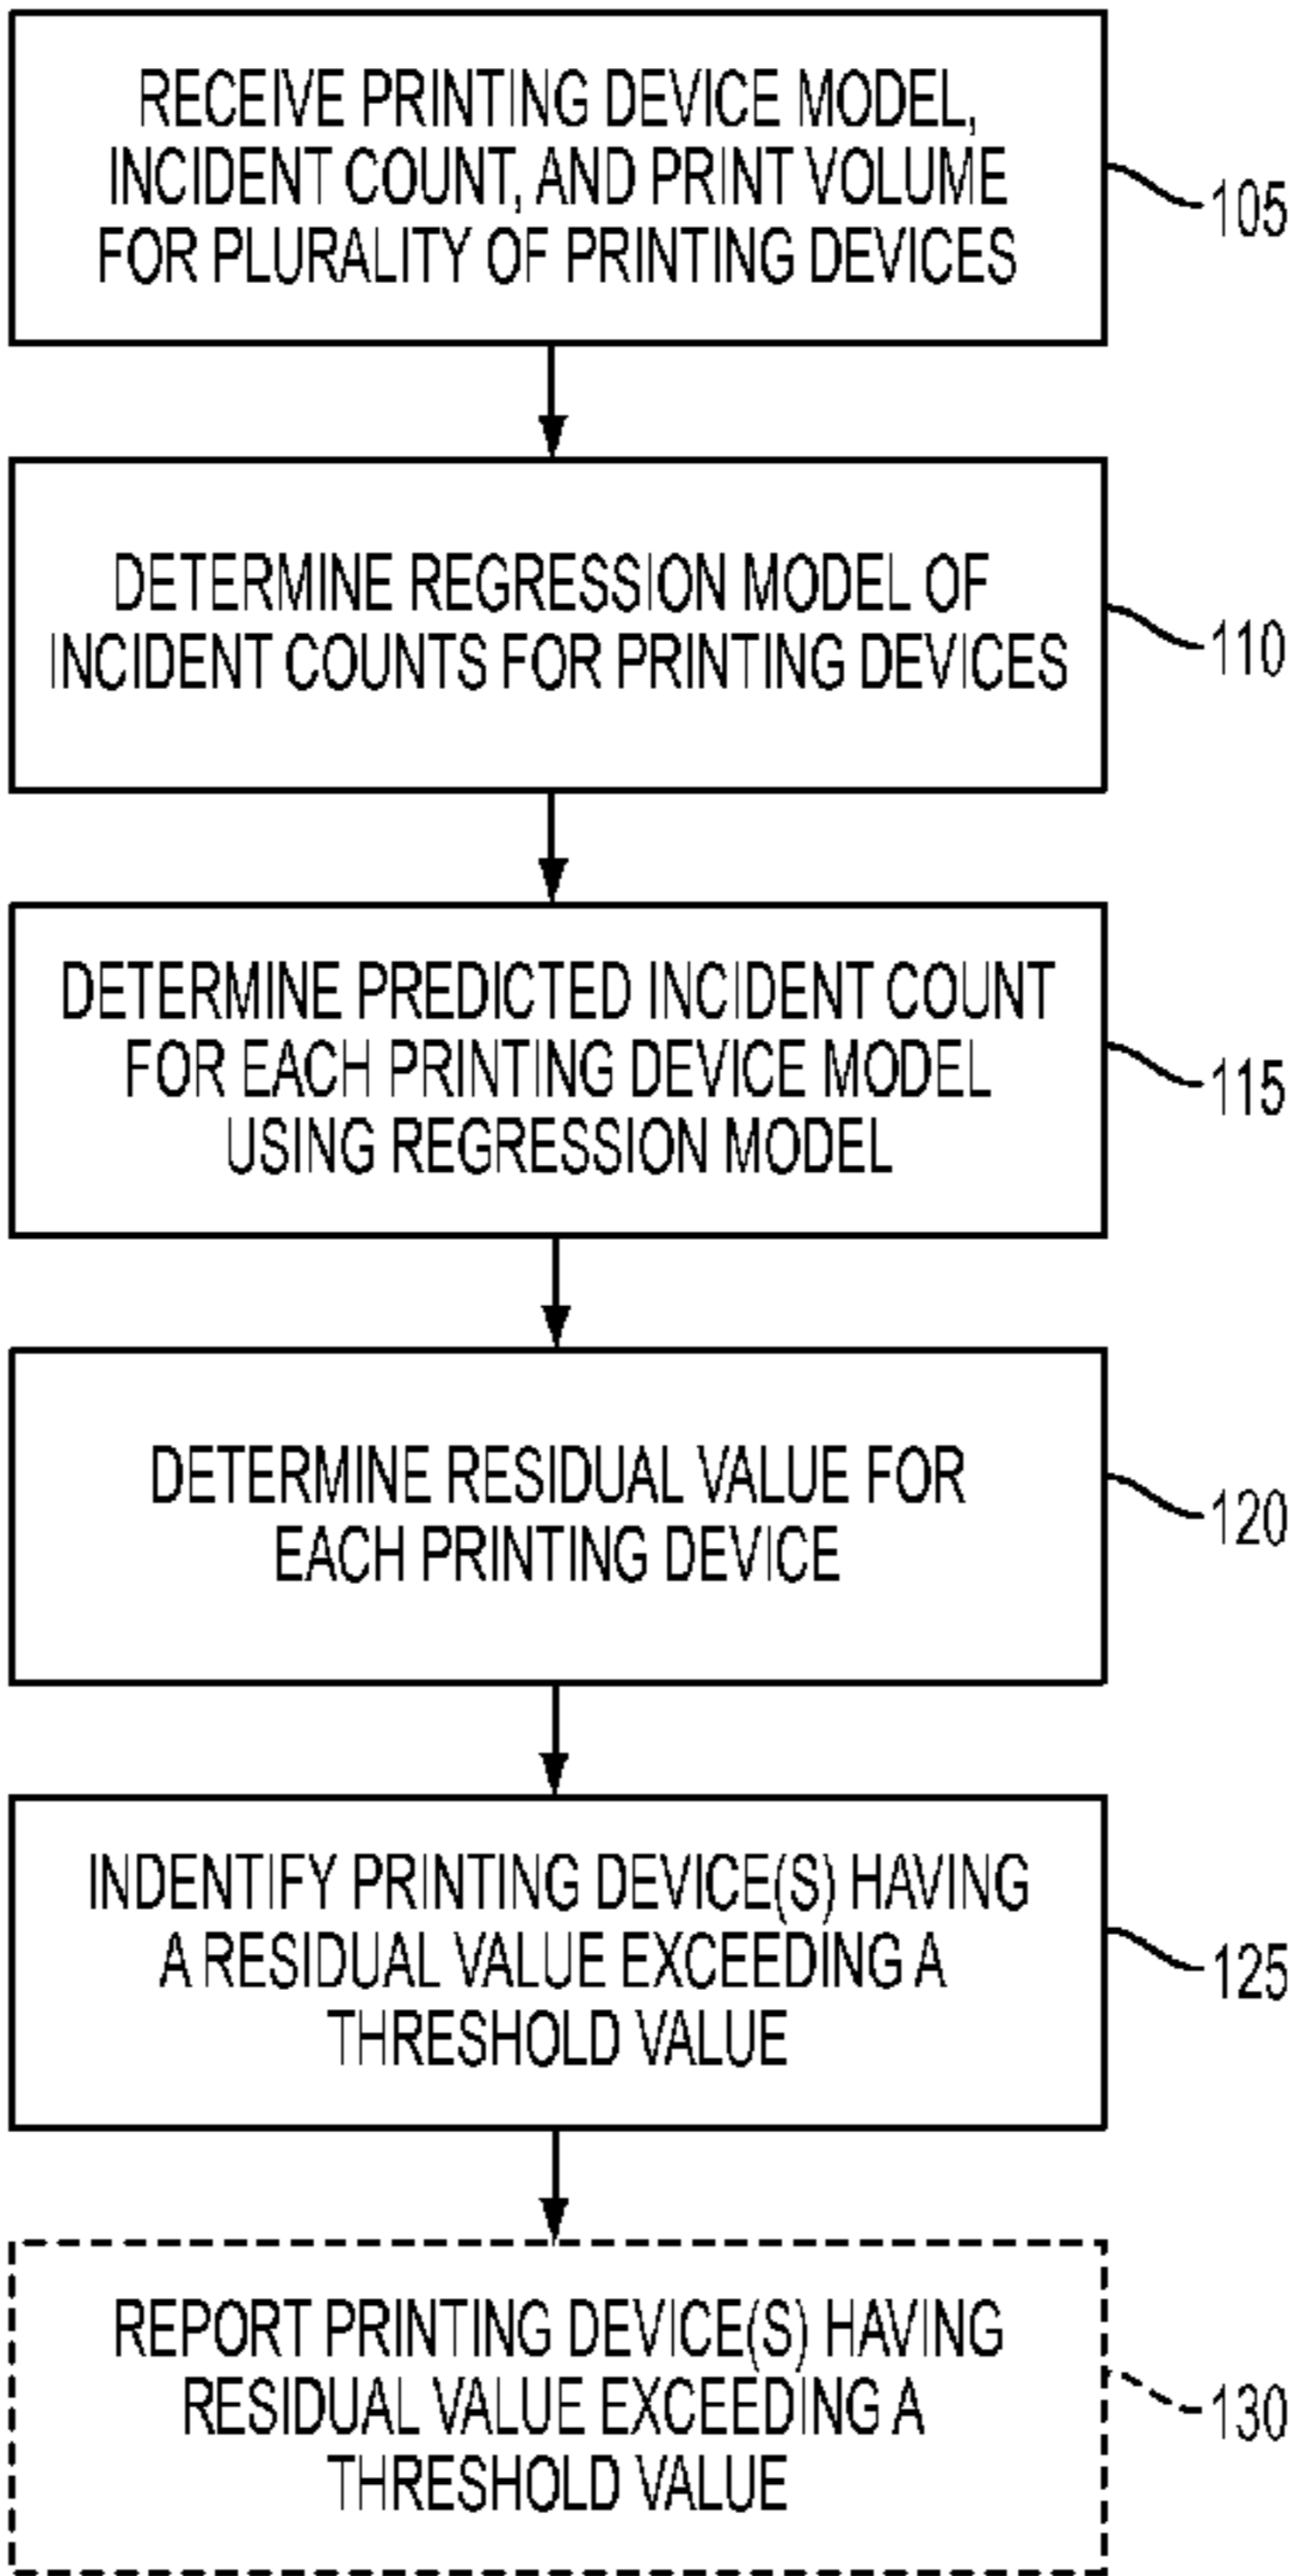 RECEIVE PRINTING DEVICE MODEL,
INCIDENT COUNT, AND PRINT VOLUME
FOR PLURALITY OF PRINTING DEVICES
105
DETERMINE REGRESSION MODEL OF
INCIDENT COUNTS FOR PRINTING DEVICES
110
DETERMINE PREDICTED INCIDENT COUNT
FOR EACH PRINTING DEVICE MODEL
USING REGRESSION MODEL
115
DETERMINE RESIDUAL VALUE FOR
EACH PRINTING DEVICE
120
INDENTIFY PRINTING DEVICE(S) HAVING
A RESIDUAL VALUE EXCEEDING A
THRESHOLD VALUE
125
REPORT PRINTING DEVICE(S) HAVING
RESIDUAL VALUE EXCEEDING A
THRESHOLD VALUE
130